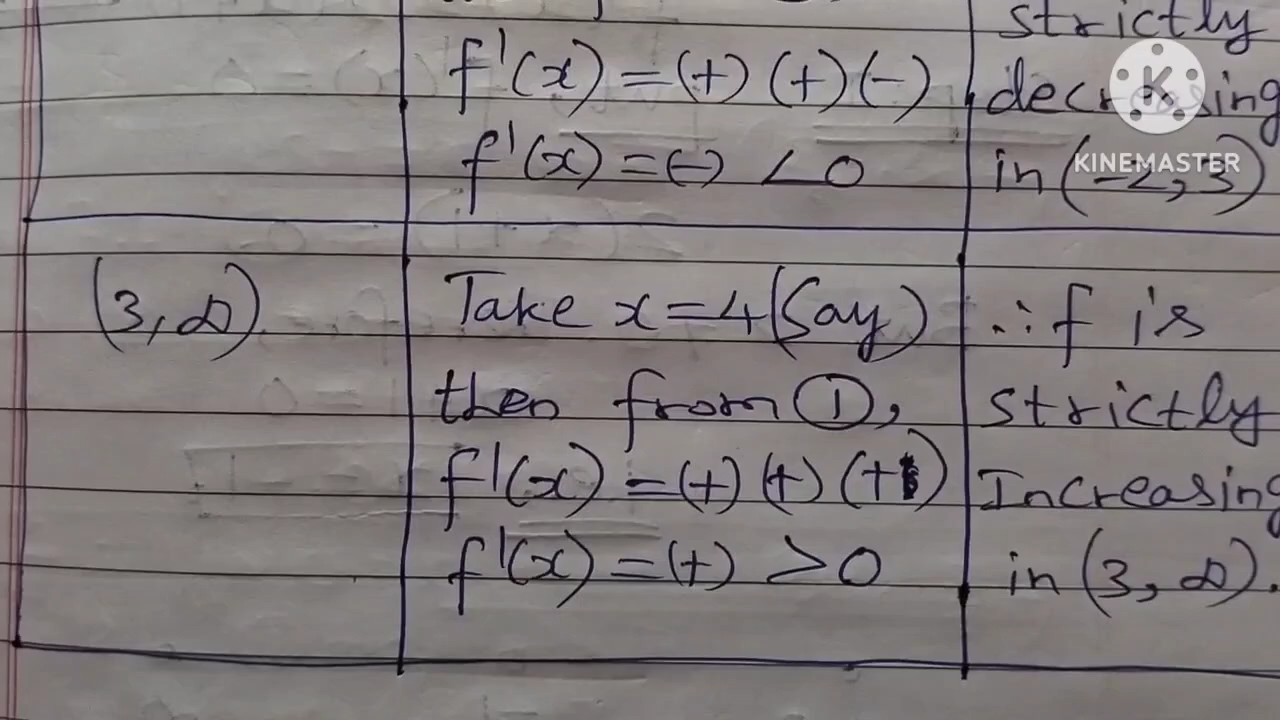 strictly
f'(x) = (+) (+) (-)
decreasing
f'(x) = (-) < 0
in (-2, 3)
KINEMASTER
(3, ∞)
Take x = 4 (Say)
then from ①,
f'(x) = (+) (+) (+)
f'(x) = (+) > 0
∴ f is
strictly
Increasing
in (3, ∞).